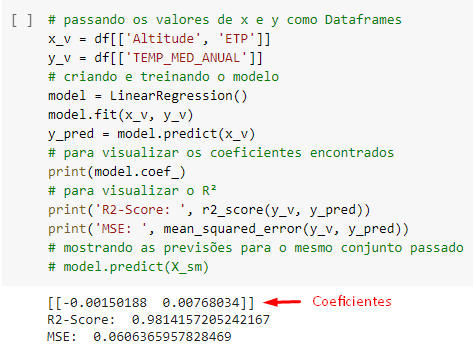 [ ] # passando os valores de x e y como Dataframes
x_v = df[['Altitude', 'ETP']]
y_v = df[['TEMP_MED_ANUAL']]
# criando e treinando o modelo
model = LinearRegression()
model.fit(x_v, y_v)
y_pred = model.predict(x_v)
# para visualizar os coeficientes encontrados
print(model.coef_)
# para visualizar o R²
print('R2-Score: ', r2_score(y_v, y_pred))
print('MSE: ', mean_squared_error(y_v, y_pred))
# mostrando as previsões para o mesmo conjunto passado
# model.predict(X_sm)
[[-0.00150188 0.00768034]] Coeficientes
R2-Score: 0.9814157205242167
MSE: 0.0606365957828469